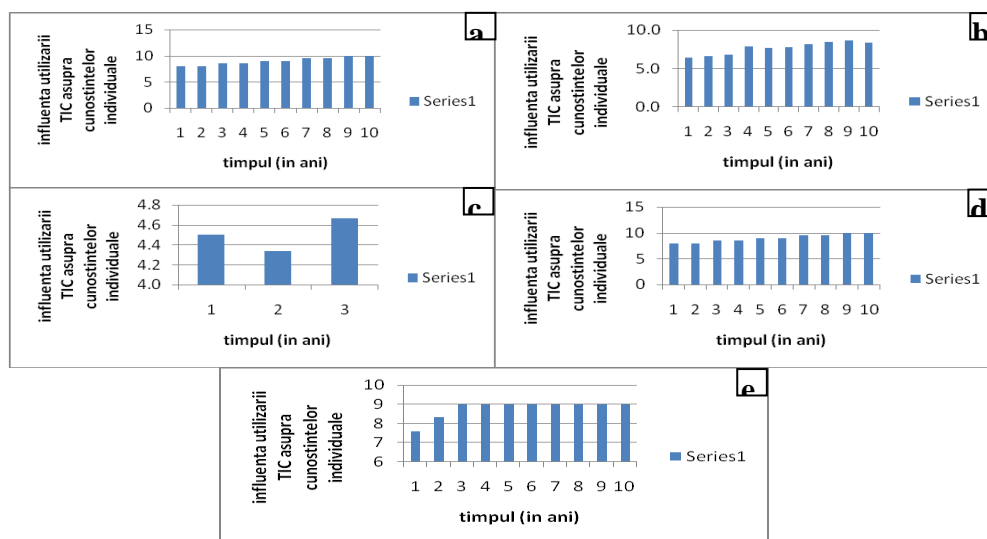 a
15
10
5
0
influenta utilizarii
TIC asupra
cunostintelor
individuale
1 2 3 4 5 6 7 8 9 10
timpul (in ani)
Series1
b
10.0
5.0
0.0
influenta utilizarii
TIC asupra
cunostintelor
individuale
1 2 3 4 5 6 7 8 9 10
timpul (in ani)
Series1
c
4.8
4.6
4.4
4.2
4.0
influenta utilizarii
TIC asupra
cunostintelor
individuale
1 2 3
timpul (in ani)
Series1
d
15
10
5
0
influenta utilizarii
TIC asupra
cunostintelor
individuale
1 2 3 4 5 6 7 8 9 10
timpul (in ani)
Series1
e
10
9
8
7
6
influenta utilizarii
TIC asupra
cunostintelor
individuale
1 2 3 4 5 6 7 8 9 10
timpul (in ani)
Series1